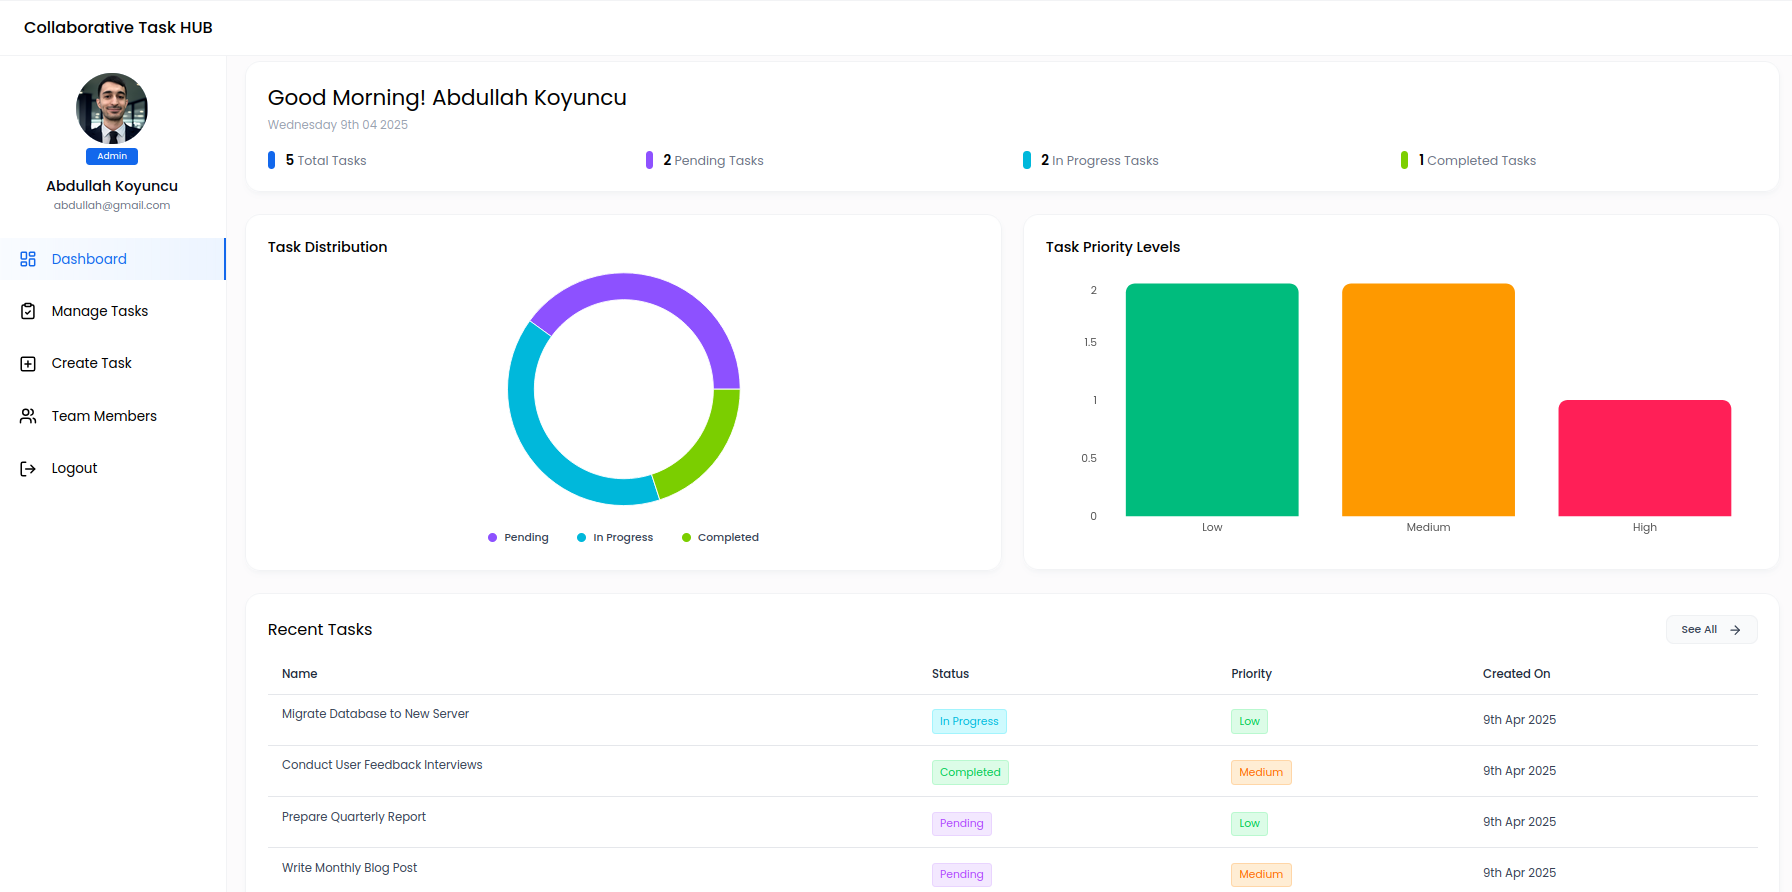 Collaborative Task HUB
Admin
Abdullah Koyuncu
abdullah@gmail.com
Dashboard
Manage Tasks
Create Task
Team Members
Logout
Good Morning! Abdullah Koyuncu
Wednesday 9th 04 2025
5 Total Tasks
2 Pending Tasks
2 In Progress Tasks
1 Completed Tasks
Task Distribution
Pending In Progress Completed
Task Priority Levels
2
1.5
1
0.5
0
Low Medium High
Recent Tasks
See All
Name Status Priority Created On
Migrate Database to New Server In Progress Low 9th Apr 2025
Conduct User Feedback Interviews Completed Medium 9th Apr 2025
Prepare Quarterly Report Pending Low 9th Apr 2025
Write Monthly Blog Post Pending Medium 9th Apr 2025